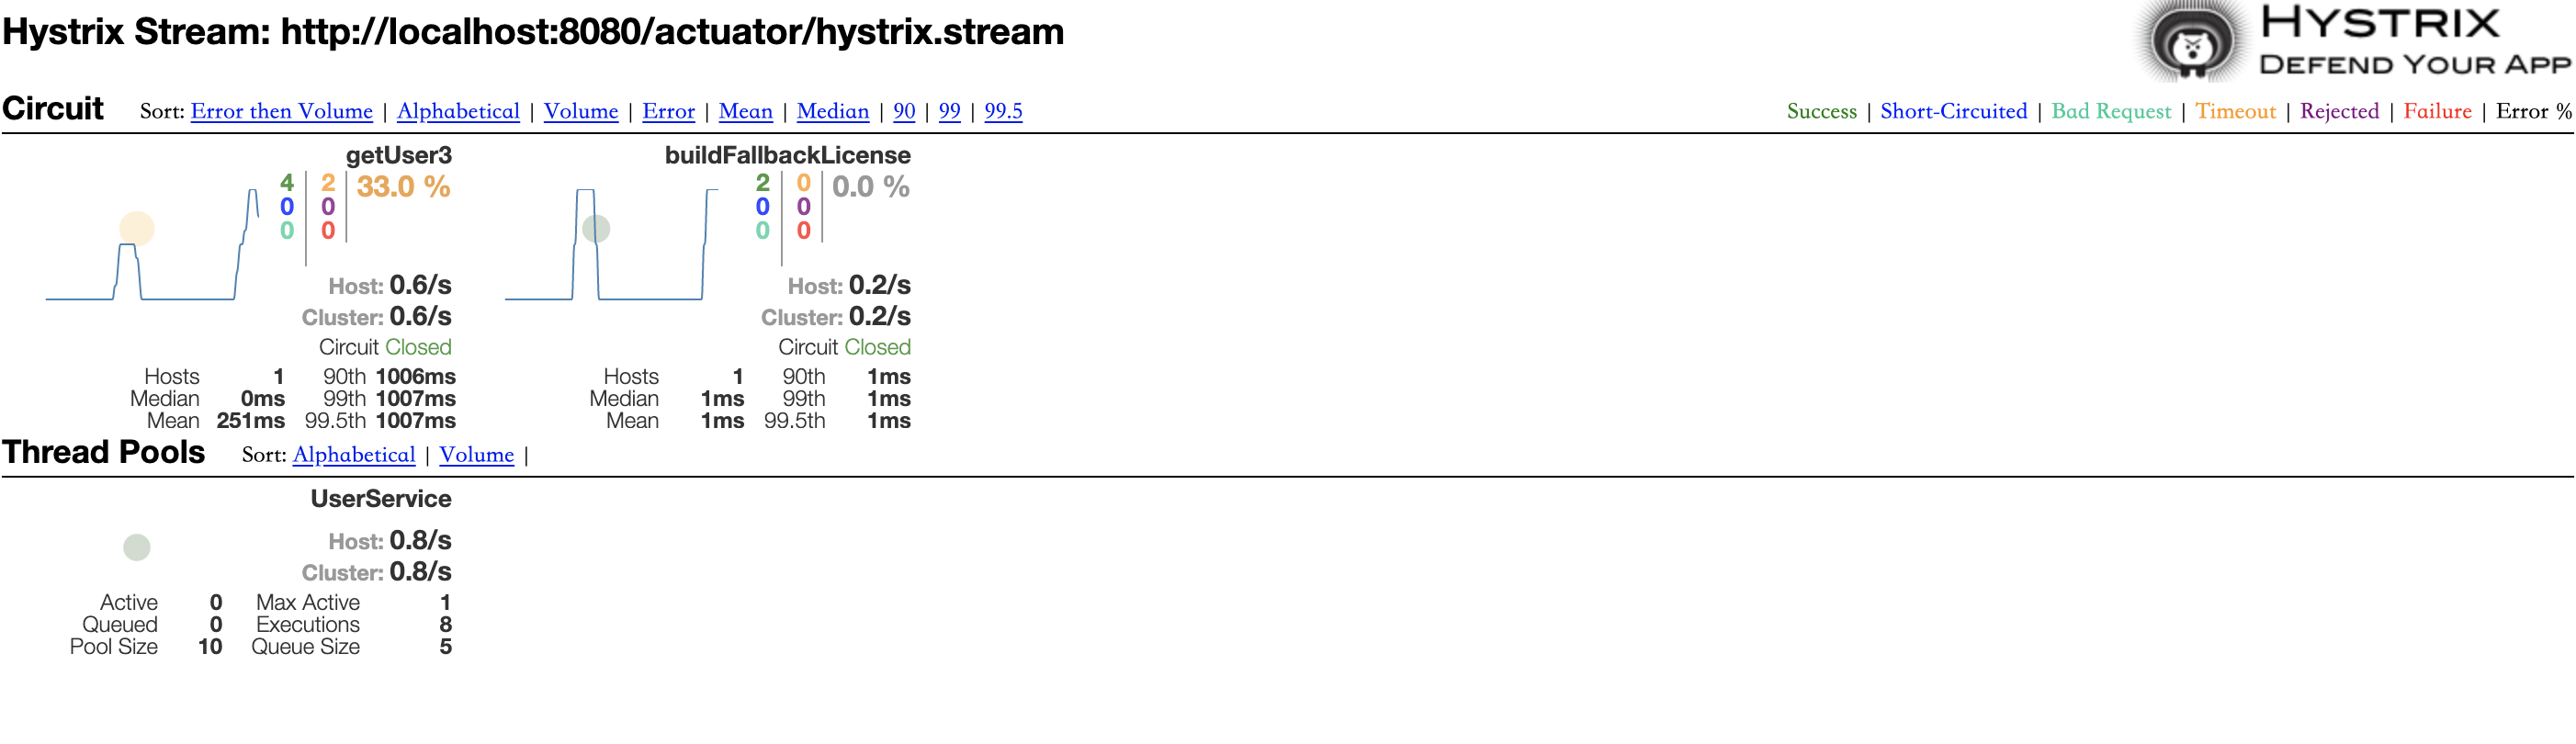 Hystrix Stream: http://localhost:8080/actuator/hystrix.stream
HYSTRIX
DEFEND YOUR APP
Circuit Sort: Error then Volume | Alphabetical | Volume | Error | Mean | Median | 90 | 99 | 99.5
Success | Short-Circuited | Bad Request | Timeout | Rejected | Failure | Error %
getUser3
4 2 33.0 %
0 0
0 0
Host: 0.6/s
Cluster: 0.6/s
Circuit Closed
Hosts 1 90th 1006ms
Median 0ms 99th 1007ms
Mean 251ms 99.5th 1007ms
buildFallbackLicense
2 0 0.0 %
0 0
0 0
Host: 0.2/s
Cluster: 0.2/s
Circuit Closed
Hosts 1 90th 1ms
Median 1ms 99th 1ms
Mean 1ms 99.5th 1ms
Thread Pools Sort: Alphabetical | Volume |
UserService
Host: 0.8/s
Cluster: 0.8/s
Active 0 Max Active 1
Queued 0 Executions 8
Pool Size 10 Queue Size 5